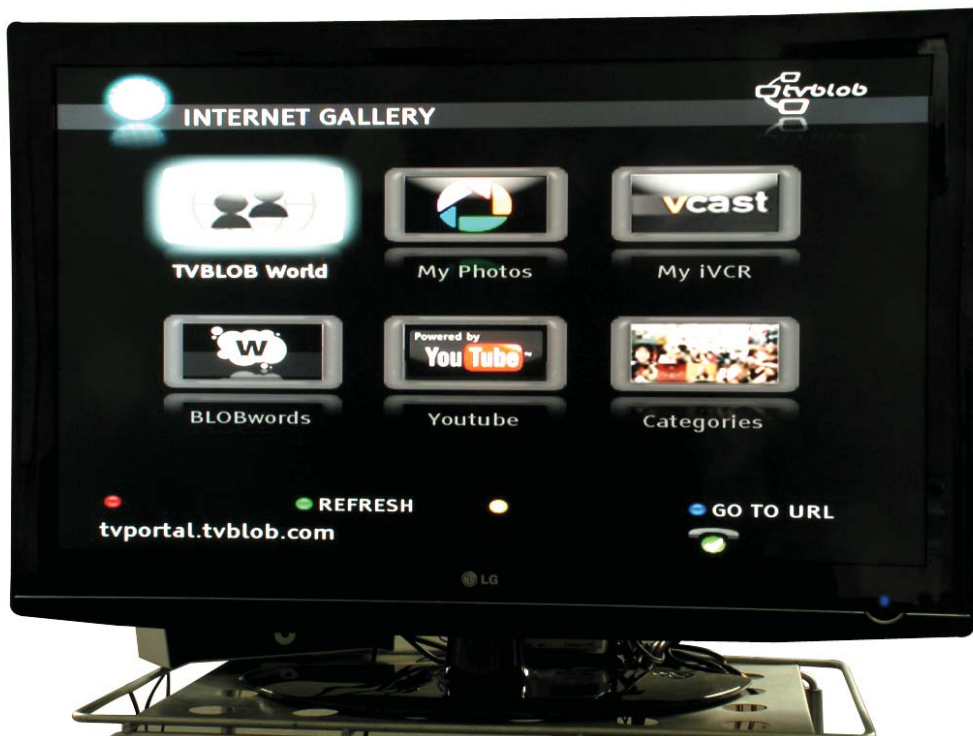 tvblob
INTERNET GALLERY
vcast
TVBLOB World
My Photos
My iVCR
W
Powered by
YouTube™
BLOBwords
Youtube
Categories
REFRESH
GO TO URL
tvportal.tvblob.com
LG